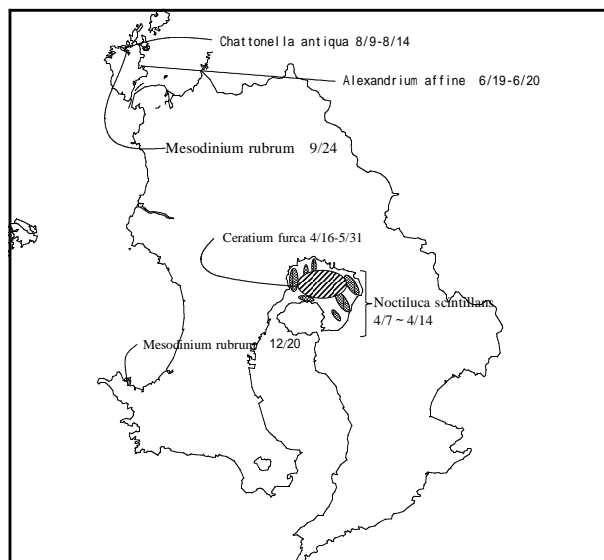 Chattonella antiqua 8/9-8/14
Alexandrium affine 6/19-6/20
Mesodinium rubrum 9/24
Ceratium furca 4/16-5/31
Noctiluca scintillans
4/7 ~ 4/14
Mesodinium rubrum 12/20